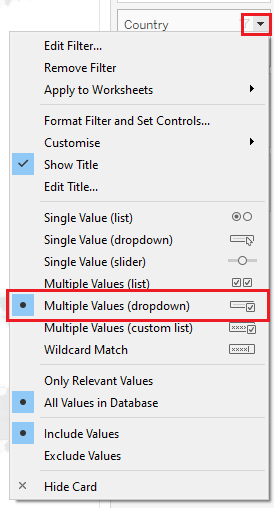 Country
Edit Filter...
Remove Filter
Apply to Worksheets
Format Filter and Set Controls...
Customise
Show Title
Edit Title...
Single Value (list)
Single Value (dropdown)
Single Value (slider)
Multiple Values (list)
Multiple Values (dropdown)
Multiple Values (custom list)
Wildcard Match
Only Relevant Values
All Values in Database
Include Values
Exclude Values
Hide Card